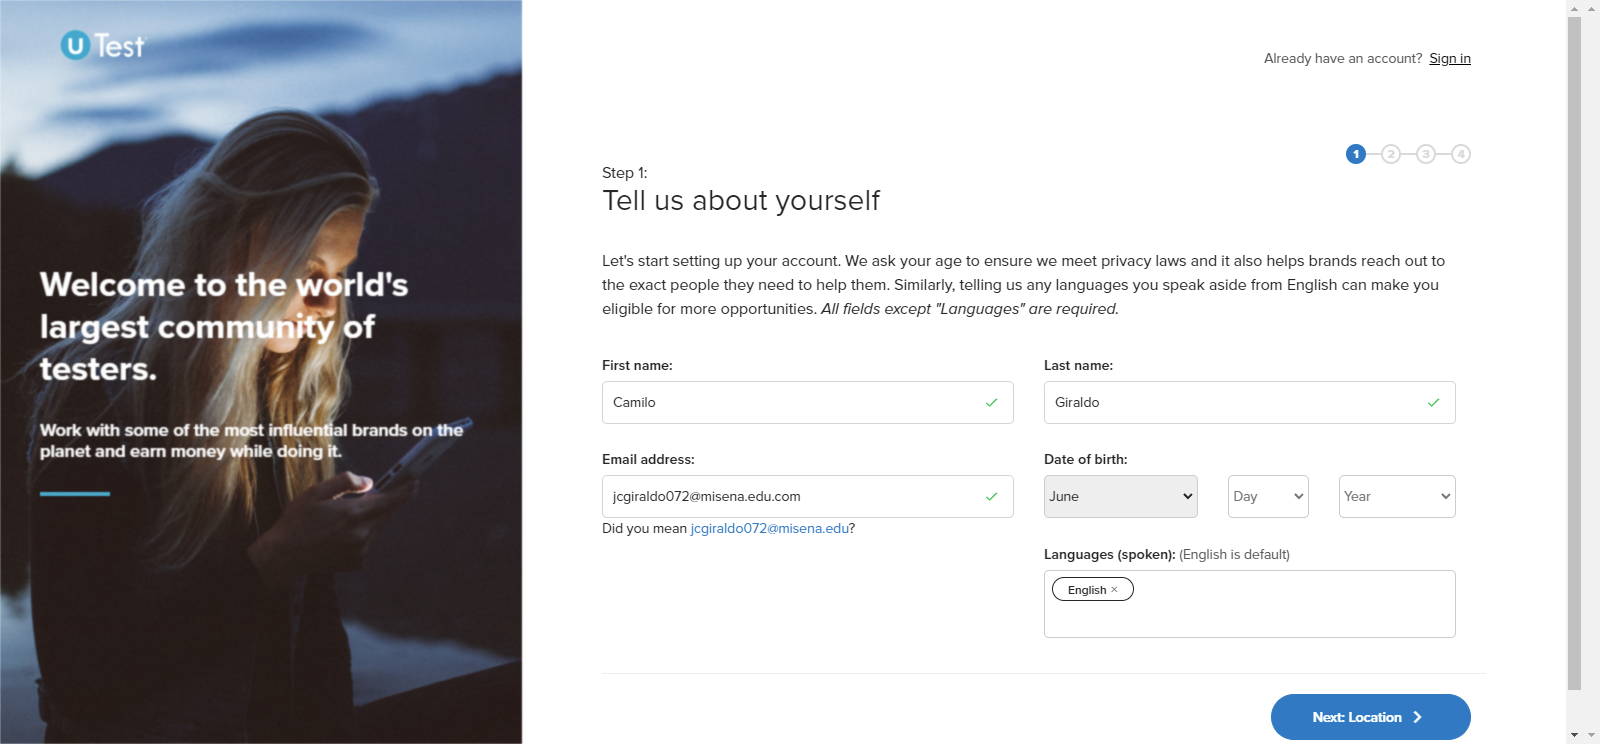 U Test
Welcome to the world's
largest community of
testers.
Work with some of the most influential brands on the
planet and earn money while doing it.
Already have an account? Sign in
1 2 3 4
Step 1:
Tell us about yourself
Let's start setting up your account. We ask your age to ensure we meet privacy laws and it also helps brands reach out to
the exact people they need to help them. Similarly, telling us any languages you speak aside from English can make you
eligible for more opportunities. All fields except "Languages" are required.
First name:
Camilo
Last name:
Giraldo
Email address:
jcgiraldo072@misena.edu.com
Did you mean jcgiraldo072@misena.edu?
Date of birth:
June Day Year
Languages (spoken): (English is default)
English ×
Next: Location